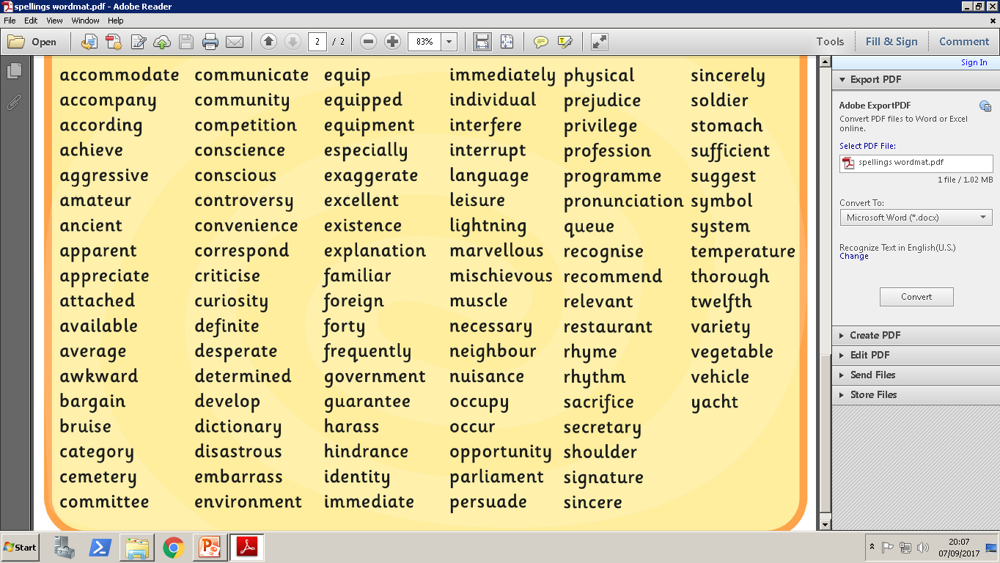 spellings wordmat.pdf - Adobe Reader
File Edit View Window Help
Open 2 / 2 83% Tools Fill & Sign Comment
Sign In
accommodate communicate equip immediately physical sincerely
accompany community equipped individual prejudice soldier
according competition equipment interfere privilege stomach
achieve conscience especially interrupt profession sufficient
aggressive conscious exaggerate language programme suggest
amateur controversy excellent leisure pronunciation symbol
ancient convenience existence lightning queue system
apparent correspond explanation marvellous recognise temperature
appreciate criticise familiar mischievous recommend thorough
attached curiosity foreign muscle relevant twelfth
available definite forty necessary restaurant variety
average desperate frequently neighbour rhyme vegetable
awkward determined government nuisance rhythm vehicle
bargain develop guarantee occupy sacrifice yacht
bruise dictionary harass occur secretary
category disastrous hindrance opportunity shoulder
cemetery embarrass identity parliament signature
committee environment immediate persuade sincere
Export PDF
Adobe ExportPDF
Convert PDF files to Word or Excel
online.
Select PDF File:
spellings wordmat.pdf
1 file / 1.02 MB
Convert To:
Microsoft Word (*.docx)
Recognize Text in English(U.S.)
Change
Convert
Create PDF
Edit PDF
Send Files
Store Files
Start
20:07
07/09/2017